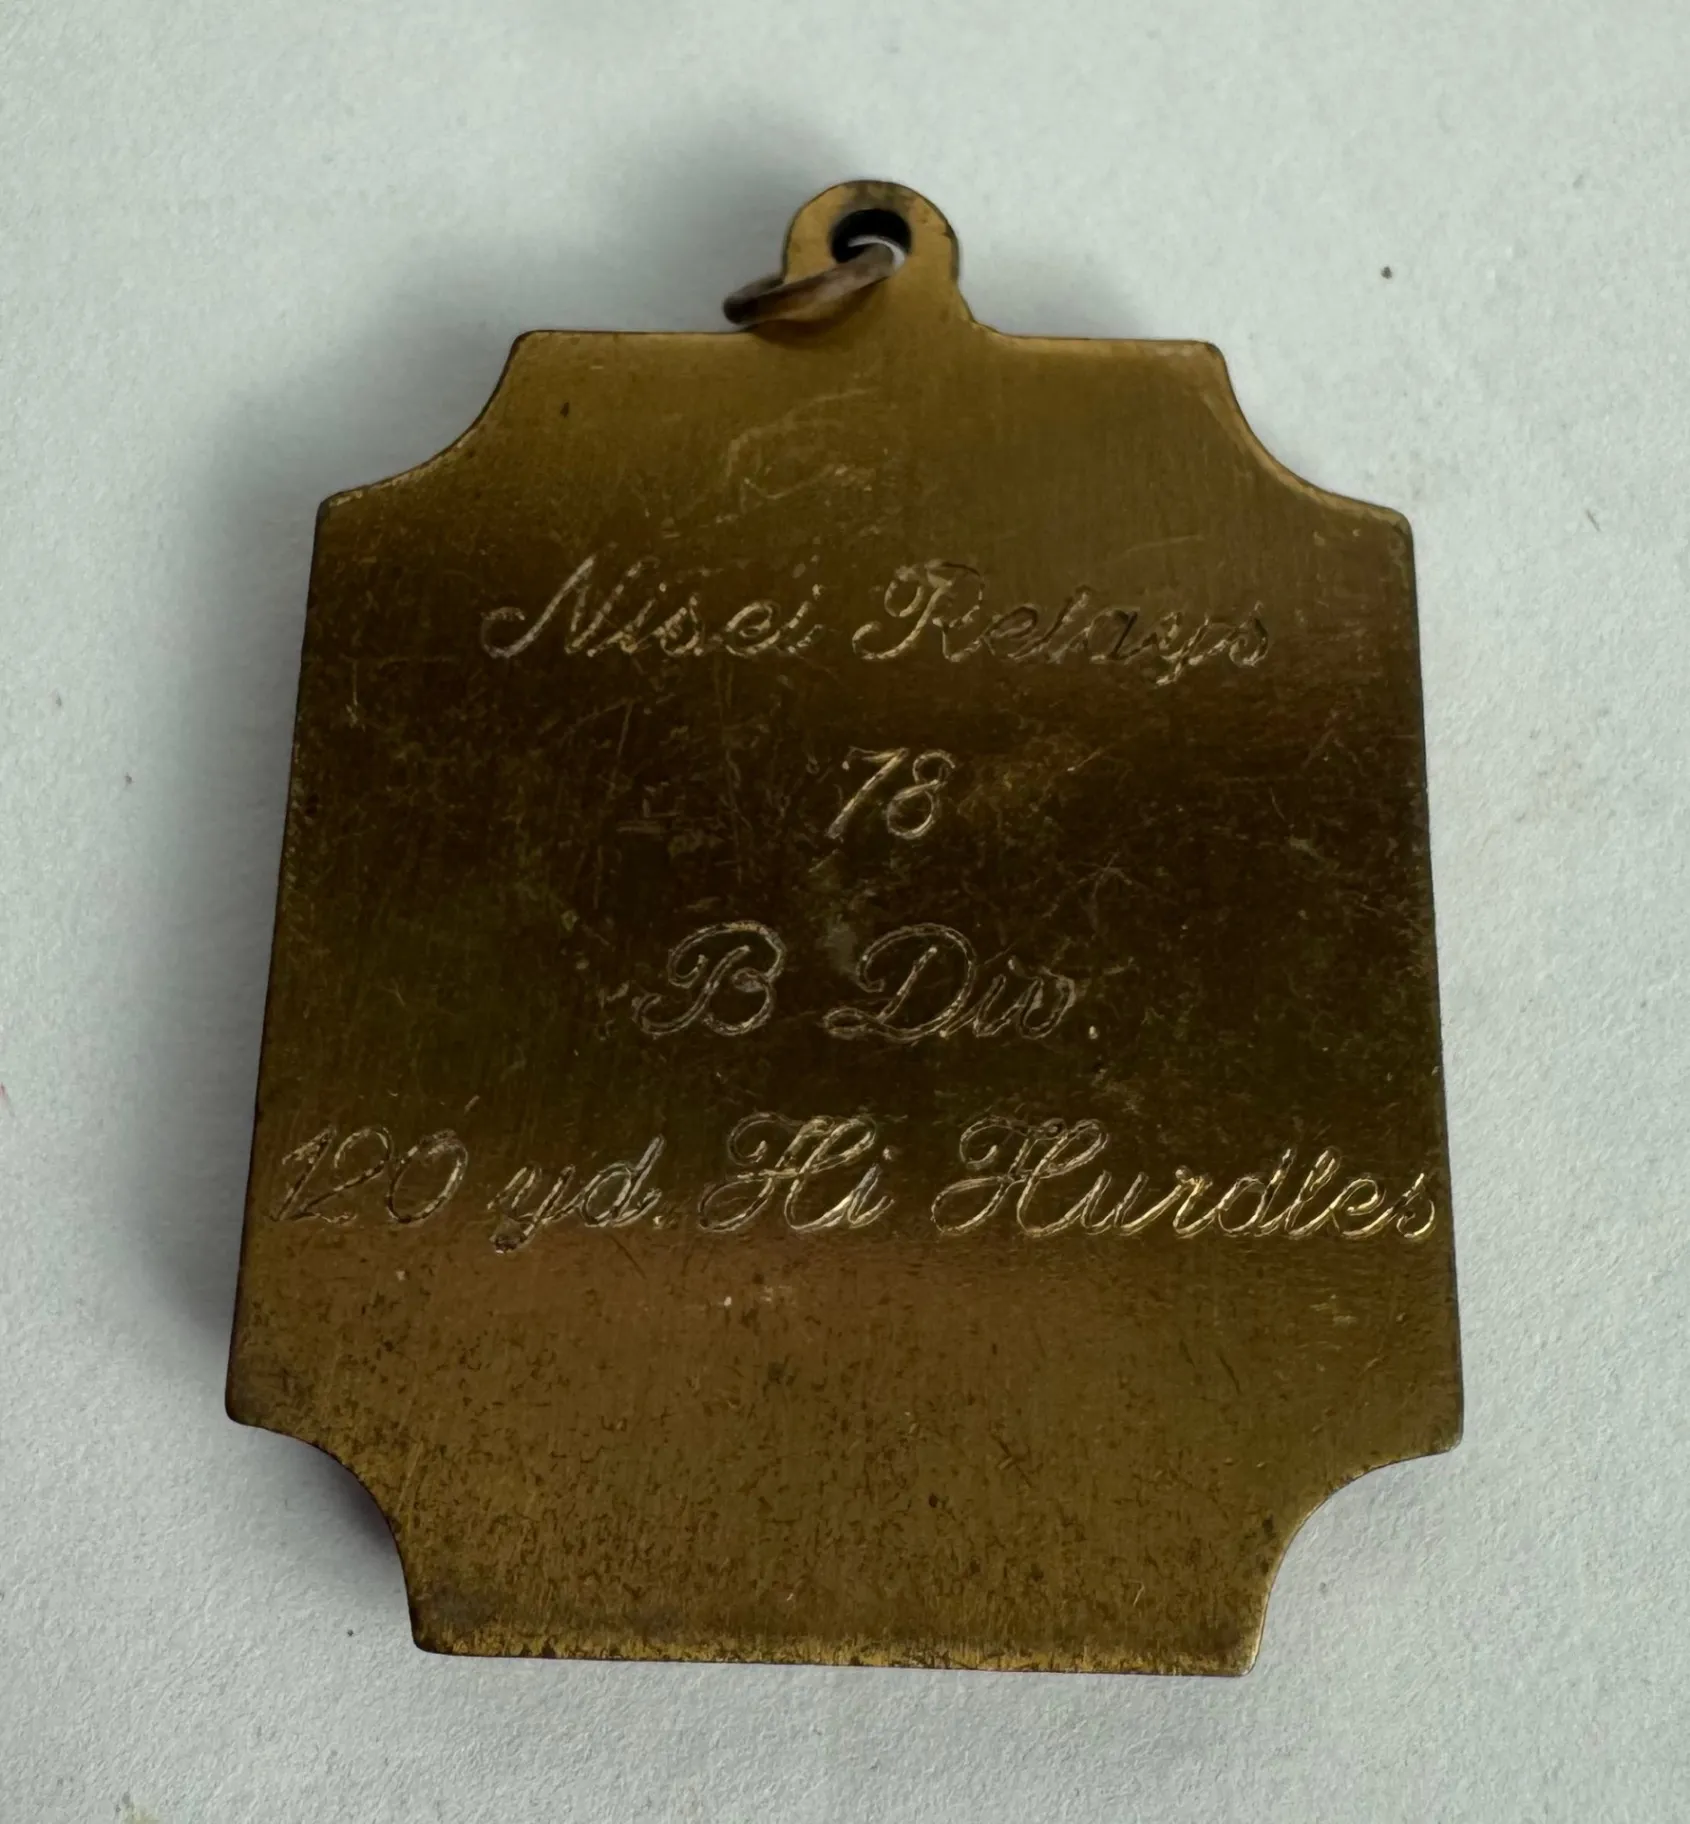 Nisei Relays
78
B Div.
120 yd. Hi Hurdles